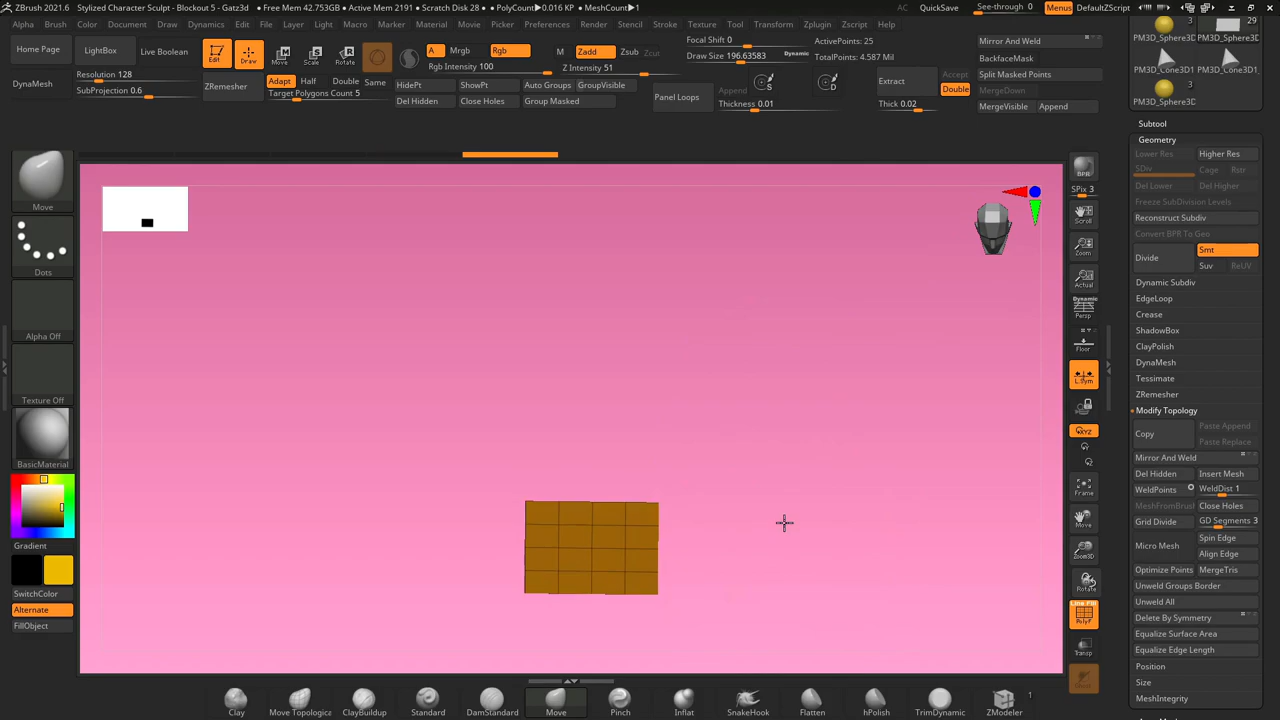 ZBrush 2021.6 Stylized Character Sculpt - Blockout 5 - Gatz3d • Free Mem 42.753GB • Active Mem 2911 • Scratch Disk 28 • PolyCount▸0.016 KP • MeshCount▸1
AC QuickSave See-through 0 Menus DefaultZScript
Alpha Brush Color Document Draw Dynamics Edit File Layer Light Macro Marker Material Movie Picker Preferences Render Stencil Stroke Texture Tool Transform Zplugin Zscript Help
Home Page LightBox Live Boolean
Edit Draw Move Scale Rotate
A Mrgb Rgb
Rgb Intensity 100
M Zadd Zsub Zcut
Z Intensity 51
Focal Shift 0
Draw Size 196.63583 Dynamic
ActivePoints: 25
TotalPoints: 4.587 Mil
DynaMesh
Resolution 128
SubProjection 0.6
ZRemesher
Adapt Half Double Same
Target Polygons Count 5
HidePt ShowPt Auto Groups GroupVisible
Del Hidden Close Holes Group Masked
Panel Loops
Append
Thickness 0.01
S
D
Extract Accept
Double
Thick 0.02
Mirror And Weld
BackfaceMask
Split Masked Points
MergeDown
MergeVisible Append
3 29
PM3D_Sphere3D
PM3D_Cone3D1
3
PM3D_Sphere3D
Subtool
Geometry
Lower Res Higher Res
SDiv Cage Rstr
Del Lower Del Higher
Freeze SubDivision Levels
Reconstruct Subdiv
Convert BPR To Geo
Divide Smt
Suv ReUV
Dynamic Subdiv
EdgeLoop
Crease
ShadowBox
ClayPolish
DynaMesh
Tessimate
ZRemesher
Modify Topology
Copy Paste Append
Paste Replace
Mirror And Weld
Del Hidden Insert Mesh
WeldPoints WeldDist 1
MeshFromBrush Close Holes
Grid Divide GD Segments 3
Micro Mesh Spin Edge
Align Edge
Optimize Points MergeTris
Unweld Groups Border
Unweld All
Delete By Symmetry
Equalize Surface Area
Equalize Edge Length
Position
Size
MeshIntegrity
Move
Dots
Alpha Off
Texture Off
BasicMaterial
Gradient
SwitchColor
Alternate
FillObject
BPR
SPix 3
Scroll
Zoom
Actual
Dynamic
Persp
Floor
L.Sym
XYZ
Frame
Move
Zoom3D
Rotate
Line Fill
PolyF
Transp
Ghost
Clay Move Topological ClayBuildup Standard DamStandard Move Pinch Inflat SnakeHook Flatten hPolish TrimDynamic ZModeler
1